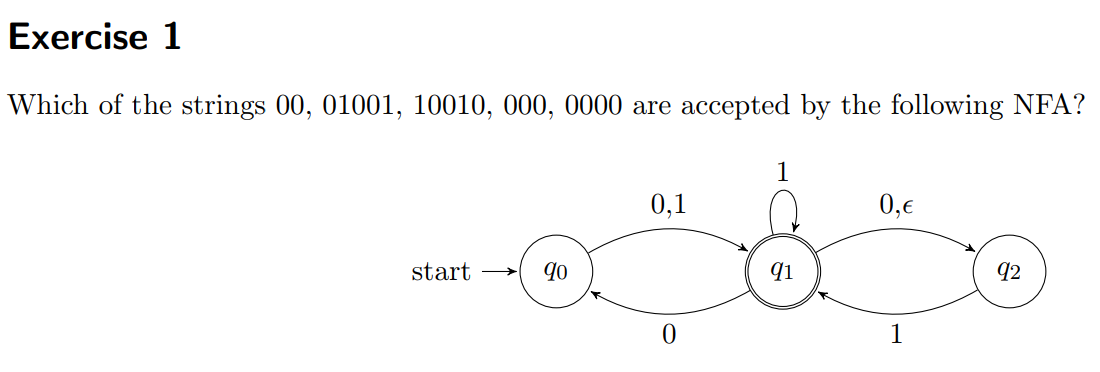 Exercise 1
Which of the strings 00, 01001, 10010, 000, 0000 are accepted by the following NFA?
1
0,1
0,ϵ
start
q0
q1
q2
0
1